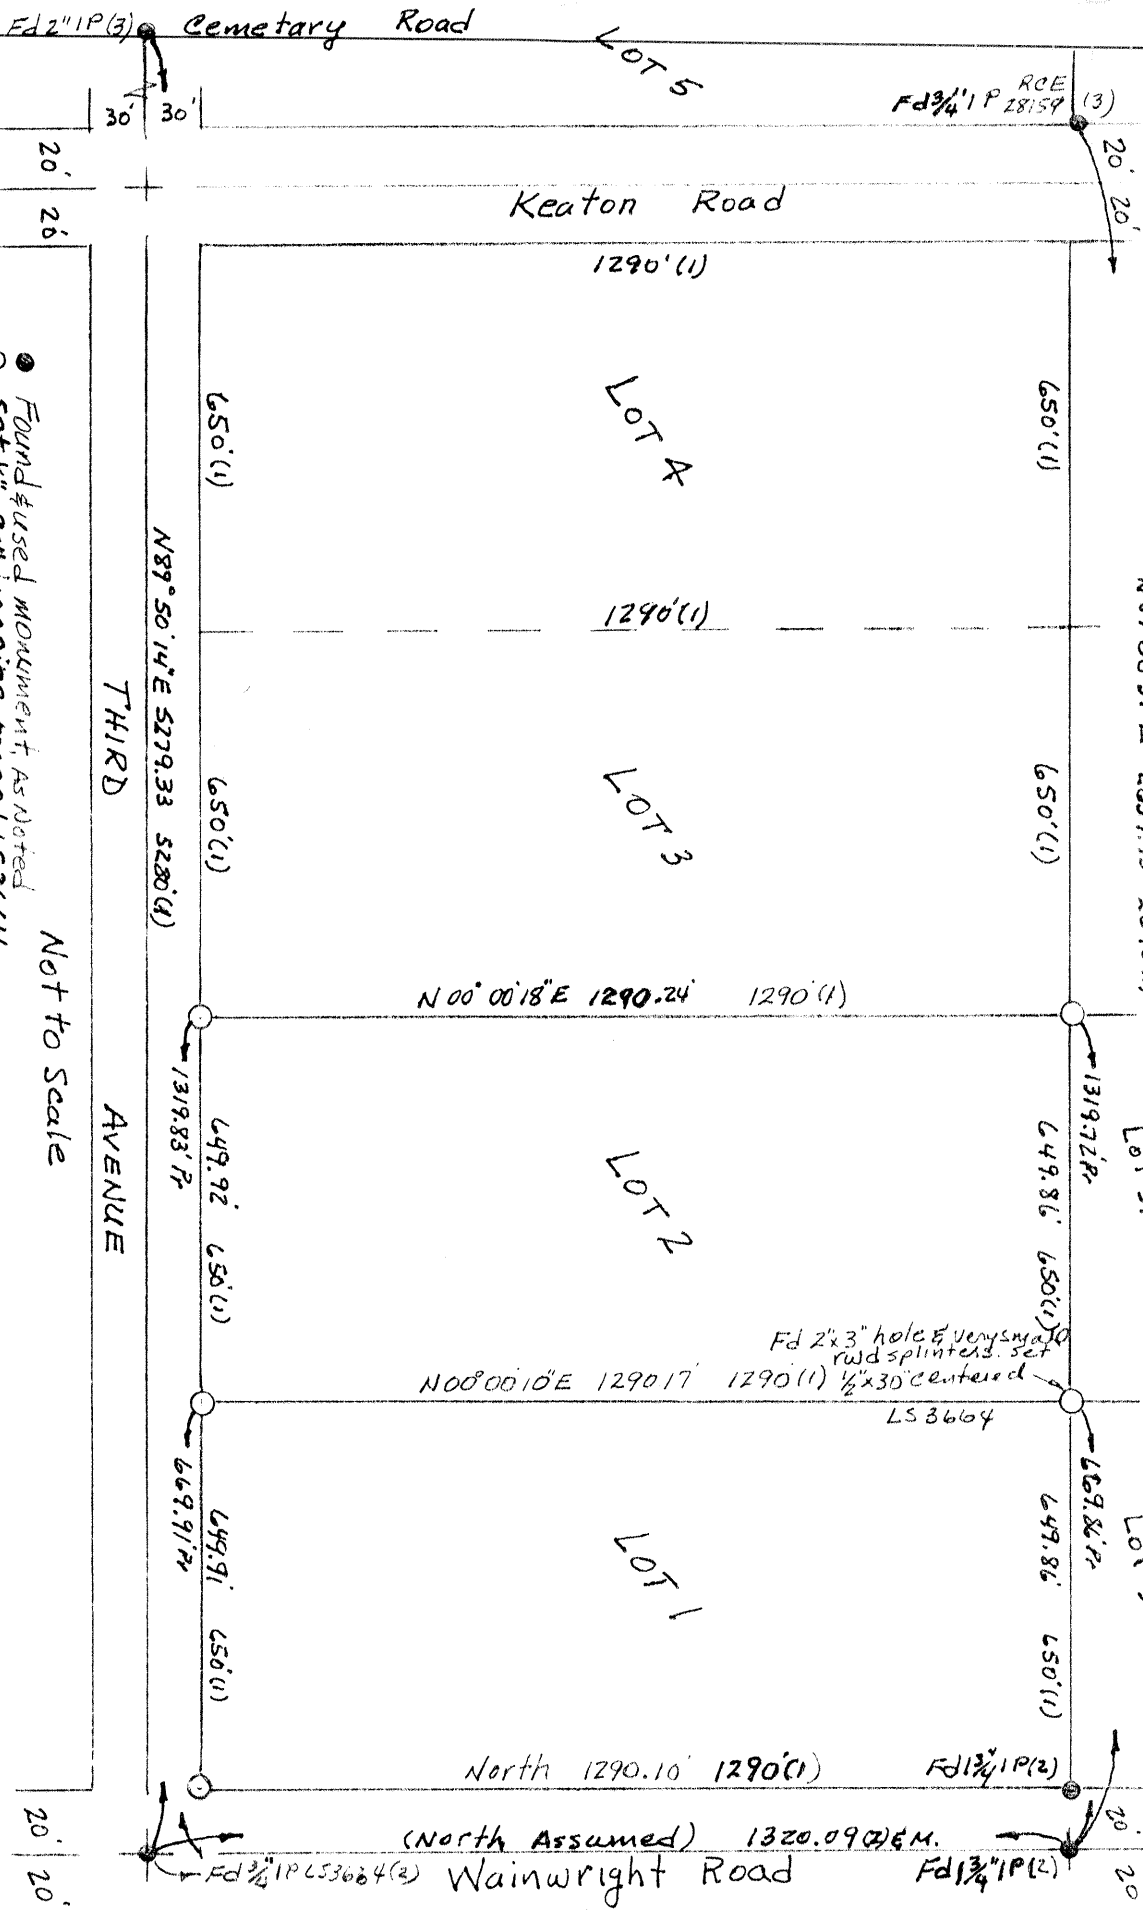 Fd 2" IP (3) Cemetary Road
LOT 5
Fd 3/4" IP RCE 28159 (3)
30' 30'
20' 20'
20' 20'
Keaton Road
1290'(1)
650'(1)
LOT 4
650'(1)
1290'(1)
N89°50'14"E 5279.33 5280'(1)
THIRD AVENUE
650'(1)
LOT 3
650'(1)
● Found & used monument, As Noted
Not to Scale
N 00°00'18"E 1290.24' 1290'(1)
1319.83' Pr
649.92' 650'(1)
LOT 2
649.86' 650'(1)
1319.72' Pr
Fd 2"x3" hole & very small
rwd splinters. set
N00°00'10"E 1290.17' 1290'(1) 1/2"x30" centered
LS 3664
669.91' Pr
649.91' 650'(1)
LOT 1
649.86' 650'(1)
669.86' Pr
North 1290.10' 1290'(1) Fd 1 3/4" IP(2)
20' 20'
(North Assumed) 1320.09(2)&M.
20' 20
Fd 3/4" IP LS3664(2) Wainwright Road Fd 1 3/4" IP(2)